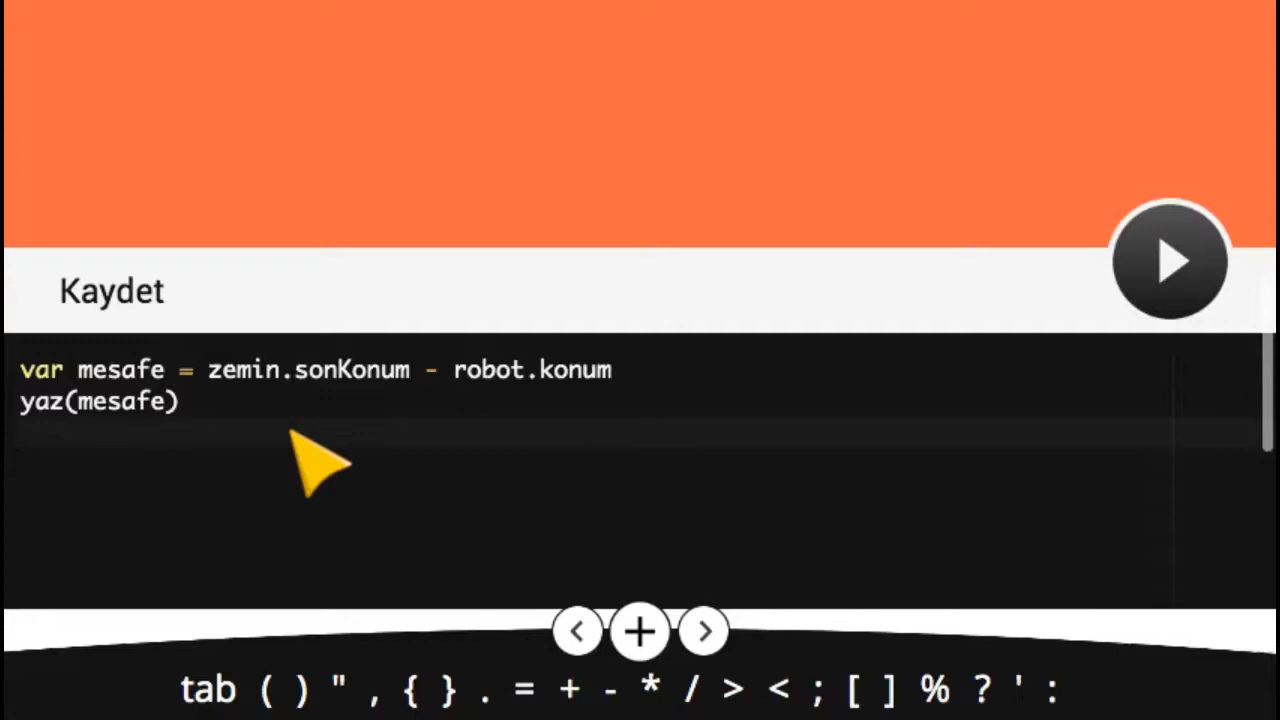 Kaydet
var mesafe = zemin.sonKonum - robot.konum
yaz(mesafe)
tab ( ) " , { } . = + - * / > < ; [ ] % ? ' :